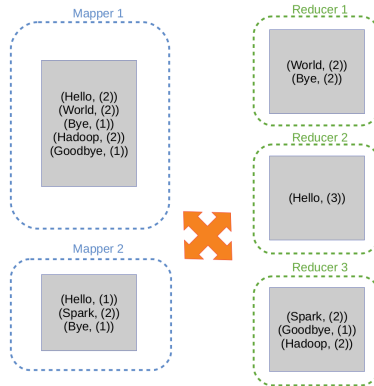 Mapper 1
(Hello, (2))
(World, (2))
(Bye, (1))
(Hadoop, (2))
(Goodbye, (1))
Mapper 2
(Hello, (1))
(Spark, (2))
(Bye, (1))
Reducer 1
(World, (2))
(Bye, (2))
Reducer 2
(Hello, (3))
Reducer 3
(Spark, (2))
(Goodbye, (1))
(Hadoop, (2))